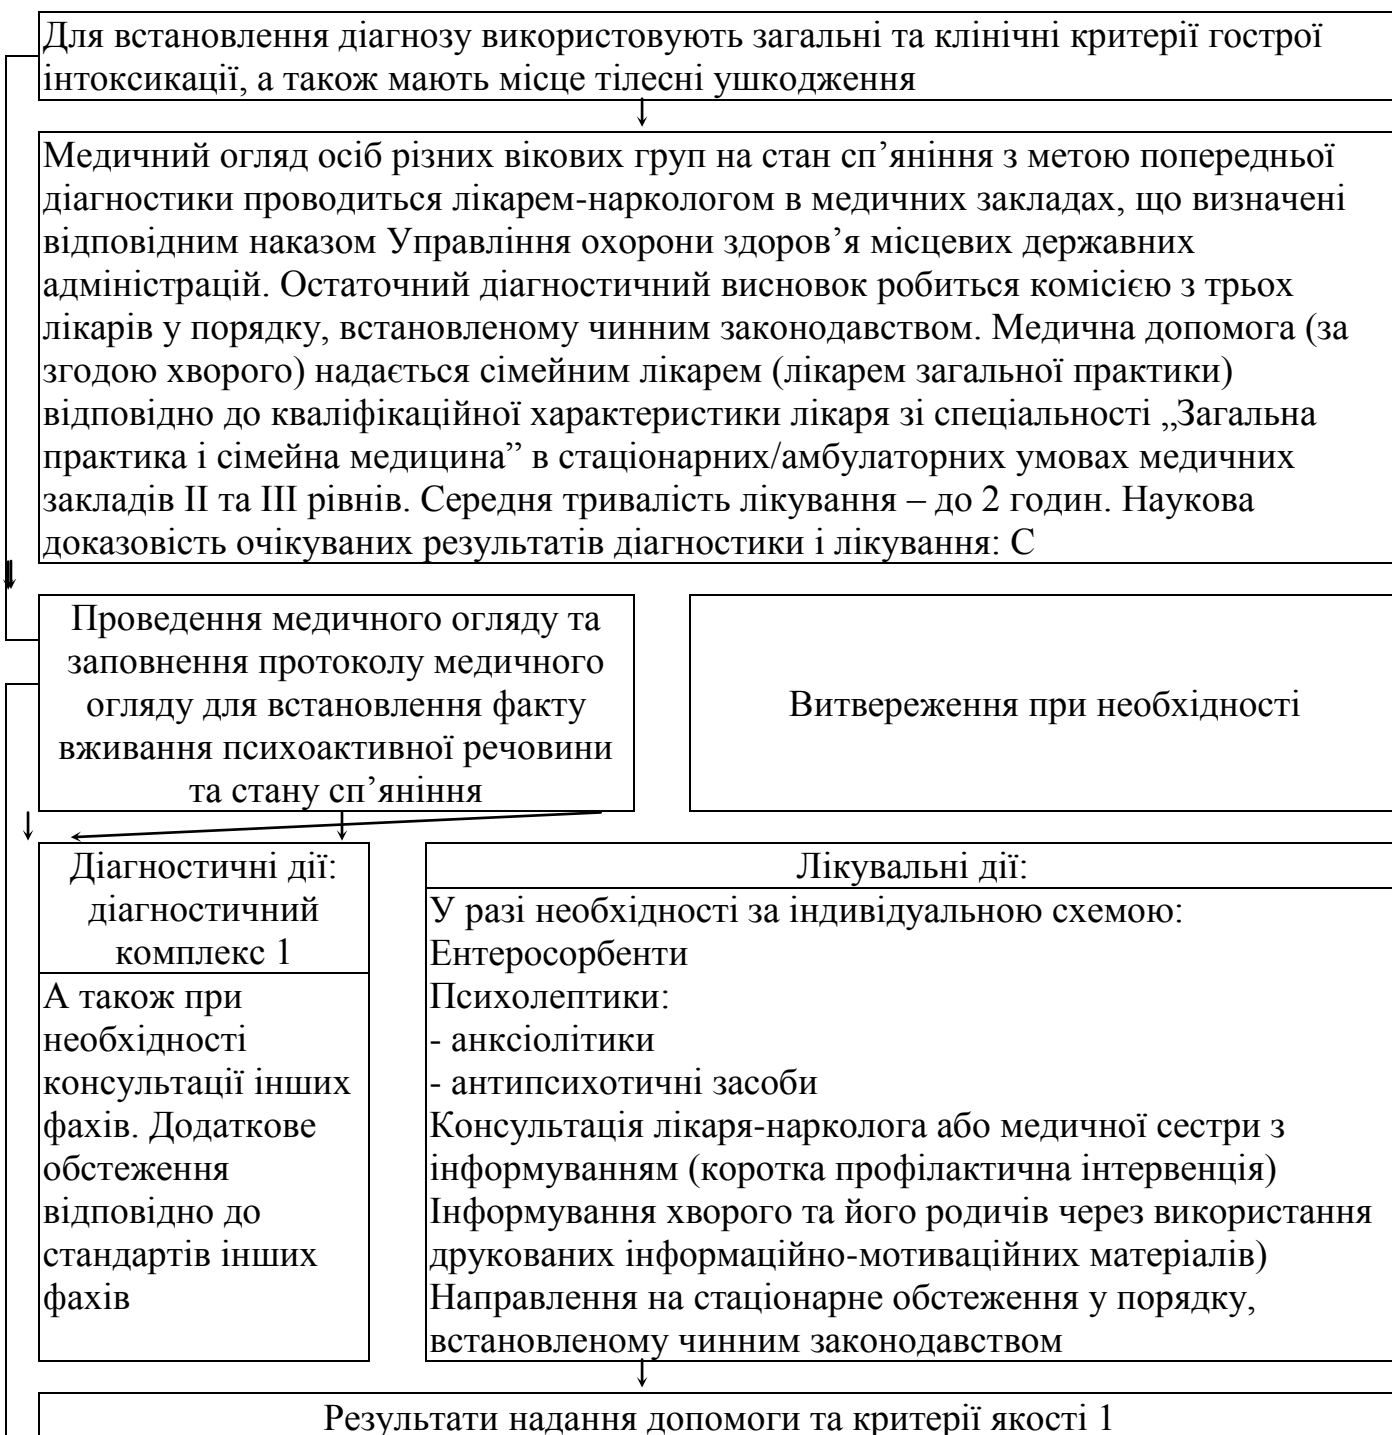 Для встановлення діагнозу використовують загальні та клінічні критерії гострої
інтоксикації, а також мають місце тілесні ушкодження
Медичний огляд осіб різних вікових груп на стан сп’яніння з метою попередньої
діагностики проводиться лікарем-наркологом в медичних закладах, що визначені
відповідним наказом Управління охорони здоров’я місцевих державних
адміністрацій. Остаточний діагностичний висновок робиться комісією з трьох
лікарів у порядку, встановленому чинним законодавством. Медична допомога (за
згодою хворого) надається сімейним лікарем (лікарем загальної практики)
відповідно до кваліфікаційної характеристики лікаря зі спеціальності „Загальна
практика і сімейна медицина” в стаціонарних/амбулаторних умовах медичних
закладів ІІ та ІІІ рівнів. Середня тривалість лікування – до 2 годин. Наукова
доказовість очікуваних результатів діагностики і лікування: С
Проведення медичного огляду та
заповнення протоколу медичного
огляду для встановлення факту
вживання психоактивної речовини
та стану сп’яніння
Витвереження при необхідності
Діагностичні дії:
діагностичний
комплекс 1
А також при
необхідності
консультації інших
фахів. Додаткове
обстеження
відповідно до
стандартів інших
фахів
Лікувальні дії:
У разі необхідності за індивідуальною схемою:
Ентеросорбенти
Психолептики:
- анксіолітики
- антипсихотичні засоби
Консультація лікаря-нарколога або медичної сестри з
інформуванням (коротка профілактична інтервенція)
Інформування хворого та його родичів через використання
друкованих інформаційно-мотиваційних матеріалів)
Направлення на стаціонарне обстеження у порядку,
встановленому чинним законодавством
Результати надання допомоги та критерії якості 1